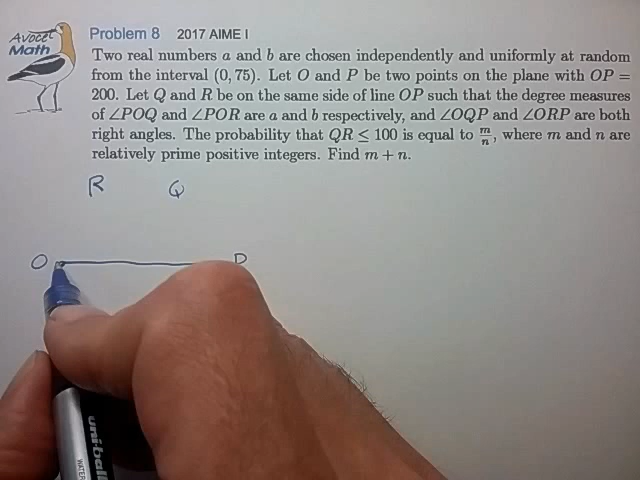 Avocet
Math
Problem 8 2017 AIME I
Two real numbers a and b are chosen independently and uniformly at random
from the interval (0, 75). Let O and P be two points on the plane with OP =
200. Let Q and R be on the same side of line OP such that the degree measures
of ∠POQ and ∠POR are a and b respectively, and ∠OQP and ∠ORP are both
right angles. The probability that QR ≤ 100 is equal to m/n, where m and n are
relatively prime positive integers. Find m + n.
R Q
O P
uni-ball
WATER